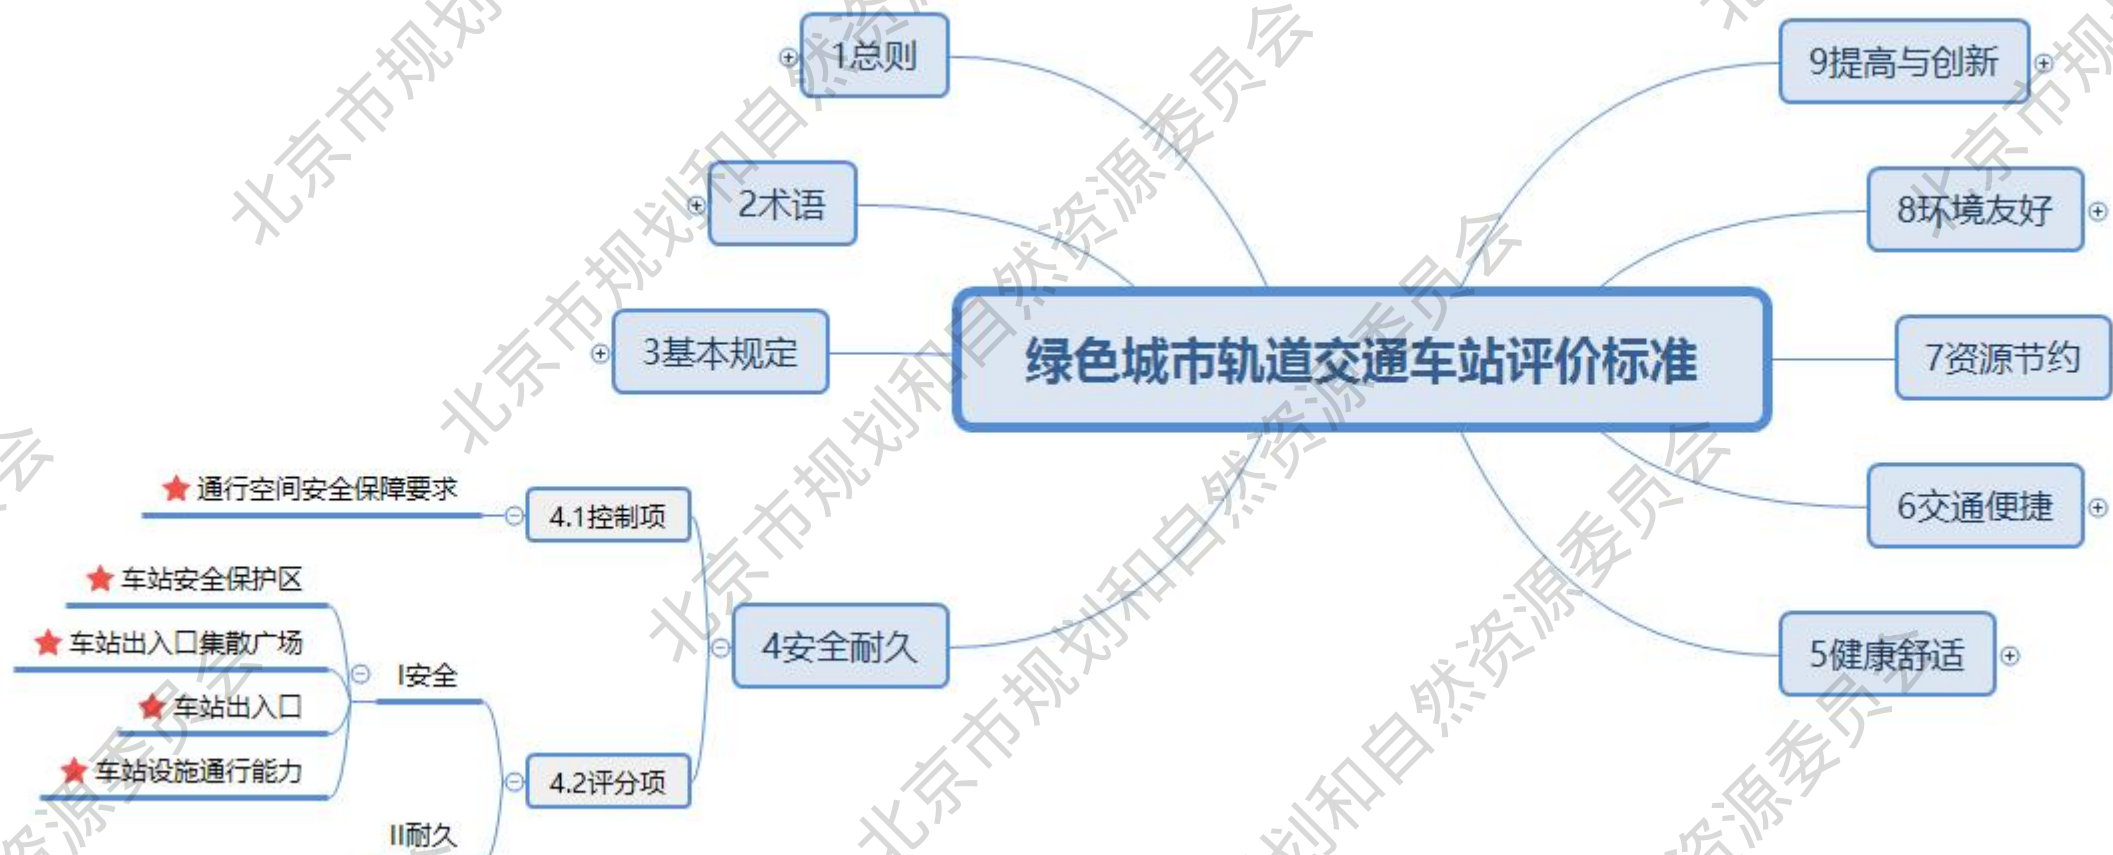 1总则
2术语
3基本规定
绿色城市轨道交通车站评价标准
4安全耐久
4.1控制项
通行空间安全保障要求
4.2评分项
I安全
车站安全保护区
车站出入口集散广场
车站出入口
车站设施通行能力
II耐久
9提高与创新
8环境友好
7资源节约
6交通便捷
5健康舒适
北京市规划和自然资源委员会